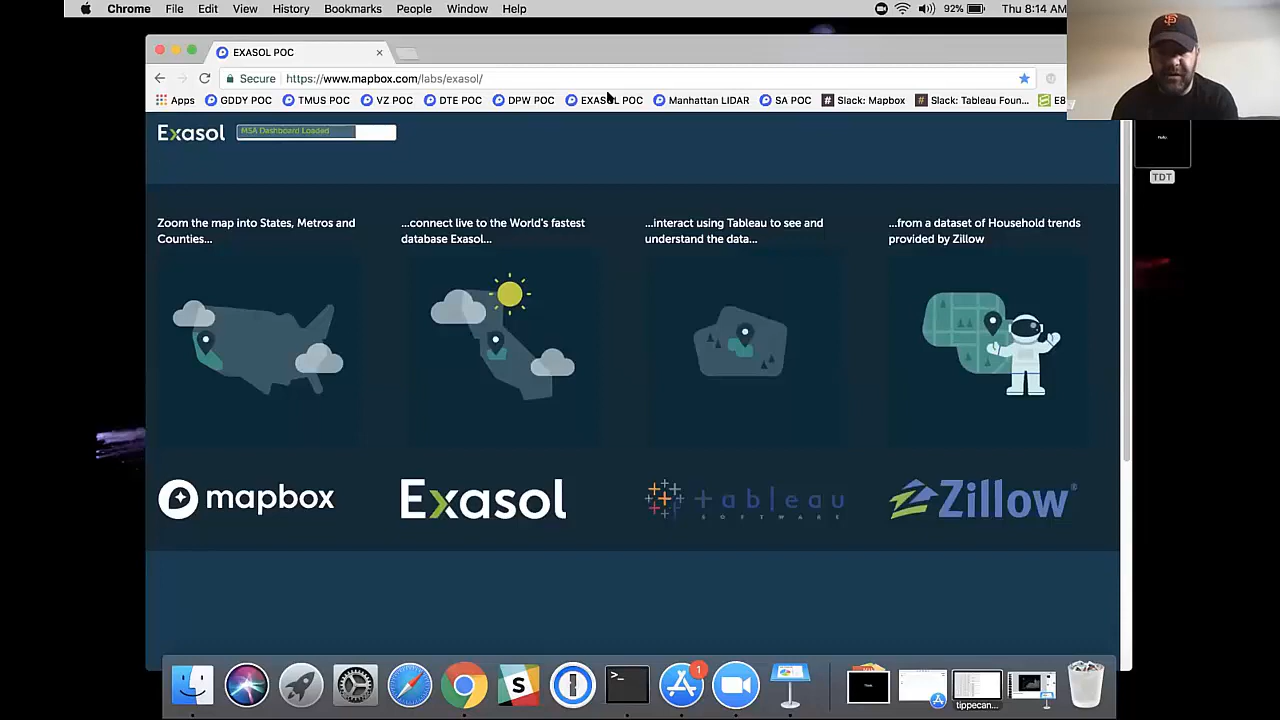 Chrome File Edit View History Bookmarks People Window Help 92% Thu 8:14 AM
EXASOL POC
Secure https://www.mapbox.com/labs/exasol/
Apps GDDY POC TMUS POC VZ POC DTE POC DPW POC EXASOL POC Manhattan LIDAR SA POC Slack: Mapbox Slack: Tableau Foun... E8
Exasol MSA Dashboard Loaded
TDT
Zoom the map into States, Metros and
Counties...
...connect live to the World's fastest
database Exasol...
...interact using Tableau to see and
understand the data...
...from a dataset of Household trends
provided by Zillow
mapbox
Exasol
tableau
SOFTWARE
Zillow
1
tippecan...